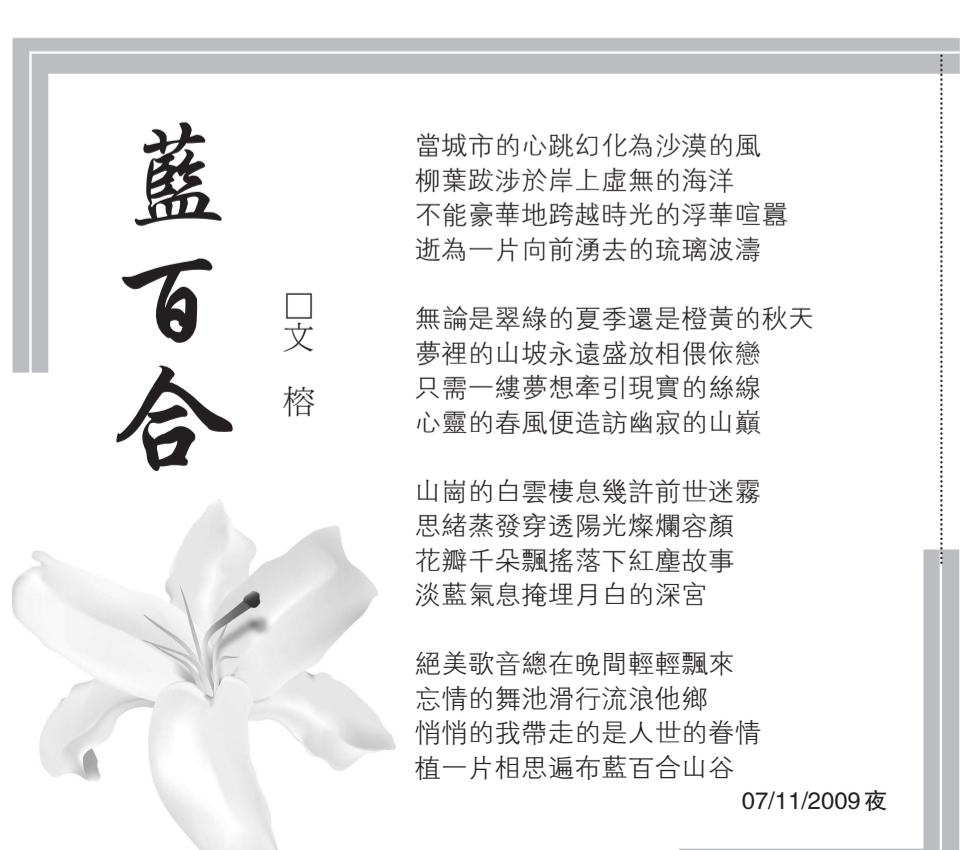 藍百合
□文 榕
當城市的心跳幻化為沙漠的風
柳葉跋涉於岸上虛無的海洋
不能豪華地跨越時光的浮華喧囂
逝為一片向前湧去的琉璃波濤
無論是翠綠的夏季還是橙黃的秋天
夢裡的山坡永遠盛放相偎依戀
只需一縷夢想牽引現實的絲線
心靈的春風便造訪幽寂的山巔
山崗的白雲棲息幾許前世迷霧
思緒蒸發穿透陽光燦爛容顏
花瓣千朵飄搖落下紅塵故事
淡藍氣息掩埋月白的深宮
絕美歌音總在晚間輕輕飄來
忘情的舞池滑行流浪他鄉
悄悄的我帶走的是人世的眷情
植一片相思遍布藍百合山谷
07/11/2009夜